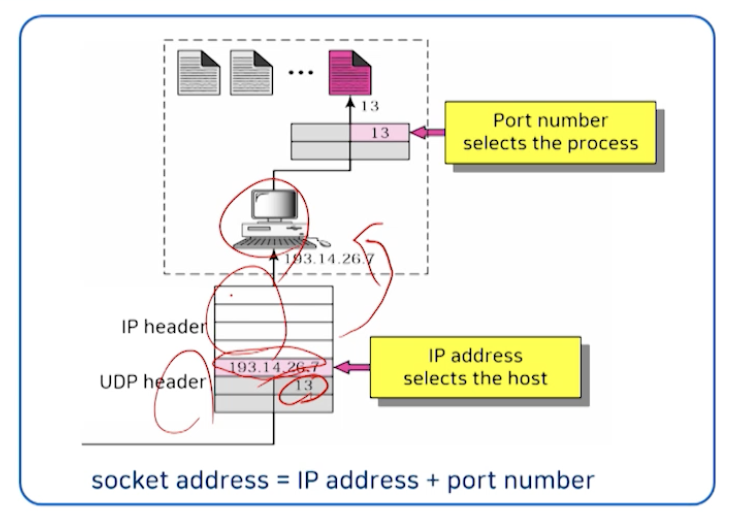 13
13
Port number
selects the process
193.14.26.7
IP header
193.14.26.7
IP address
selects the host
UDP header
13
socket address = IP address + port number